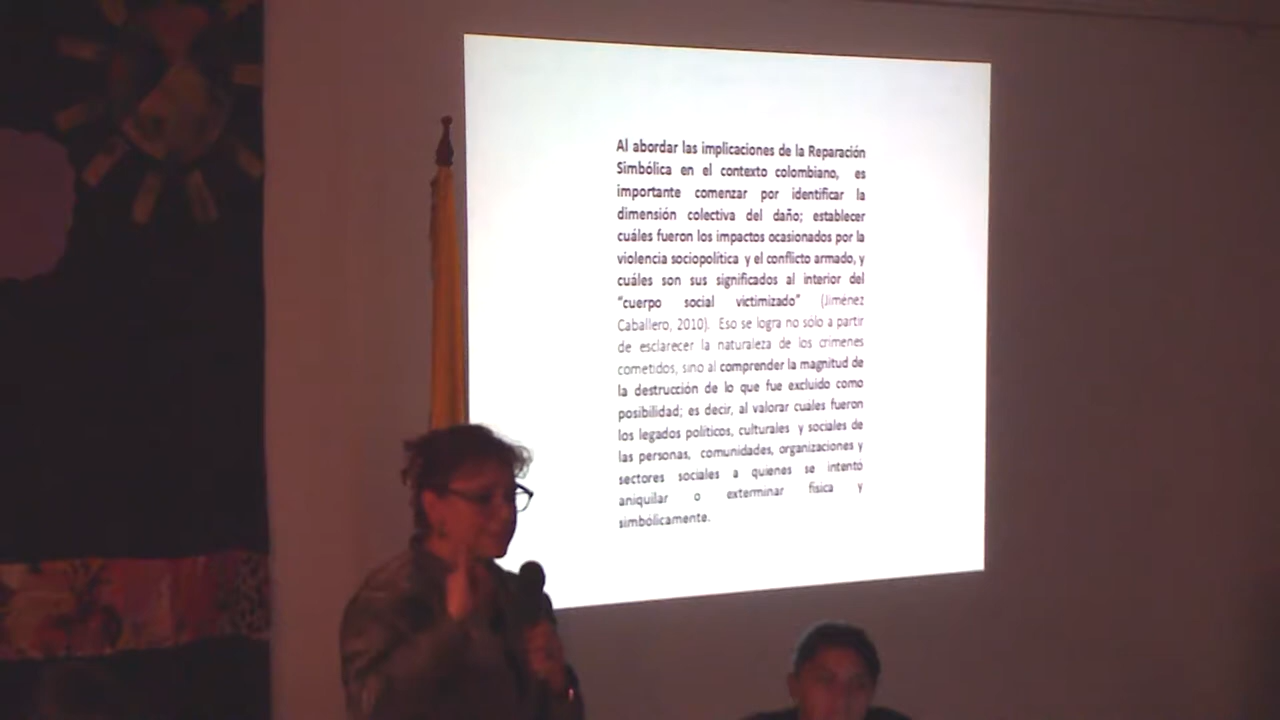 Al abordar las implicaciones de la Reparación
Simbólica en el contexto colombiano, es
importante comenzar por identificar la
dimensión colectiva del daño; establecer
cuáles fueron los impactos ocasionados por la
violencia sociopolítica y el conflicto armado, y
cuáles son sus significados al interior del
“cuerpo social victimizado” (Jiménez
Caballero, 2010). Eso se logra no sólo a partir
de esclarecer la naturaleza de los crímenes
cometidos, sino al comprender la magnitud de
la destrucción de lo que fue excluido como
posibilidad; es decir, al valorar cuales fueron
los legados políticos, culturales y sociales de
las personas, comunidades, organizaciones y
sectores sociales a quienes se intentó
aniquilar o exterminar física y
simbólicamente.